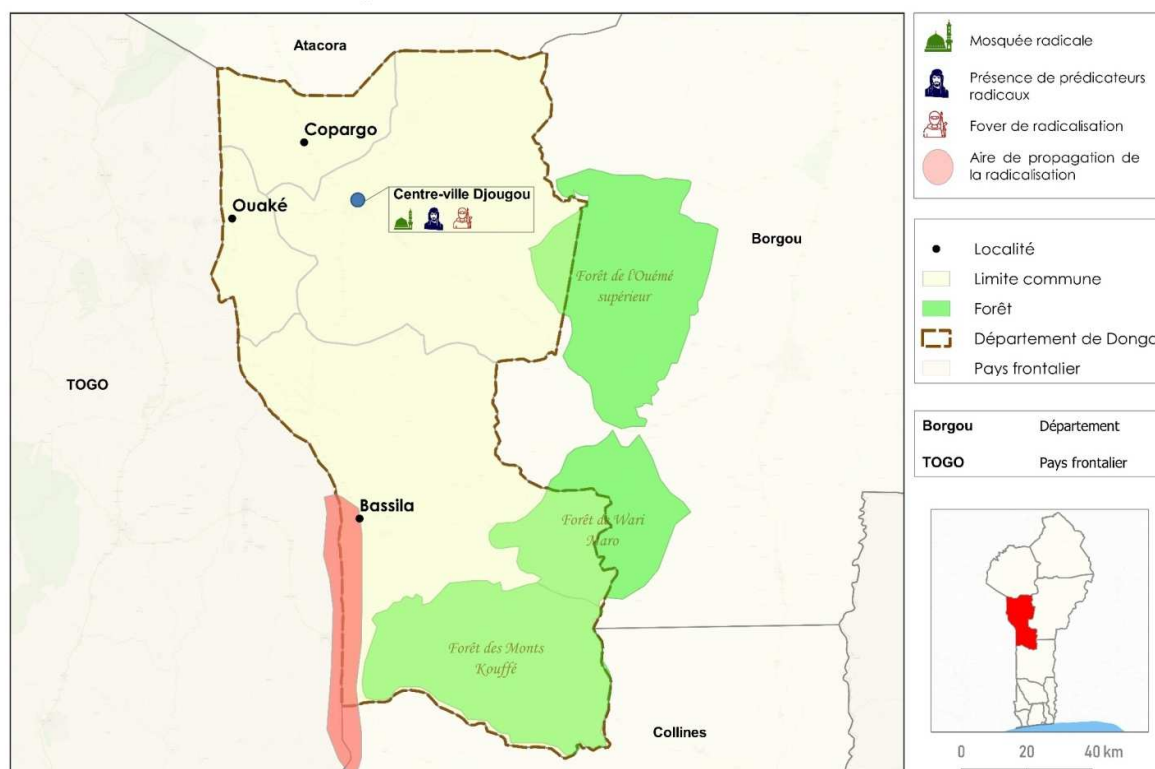 Atacora
Copargo
Centre-ville Djougou
Ouaké
Borgou
Forêt de l'Ouémé
supérieur
TOGO
Bassila
Forêt de Wari
Maro
Forêt des Monts
Kouffé
Collines
Mosquée radicale
Présence de prédicateurs
radicaux
Foyer de radicalisation
Aire de propagation de
la radicalisation
Localité
Limite commune
Forêt
Département de Donga
Pays frontalier
Borgou Département
TOGO Pays frontalier
0 20 40 km